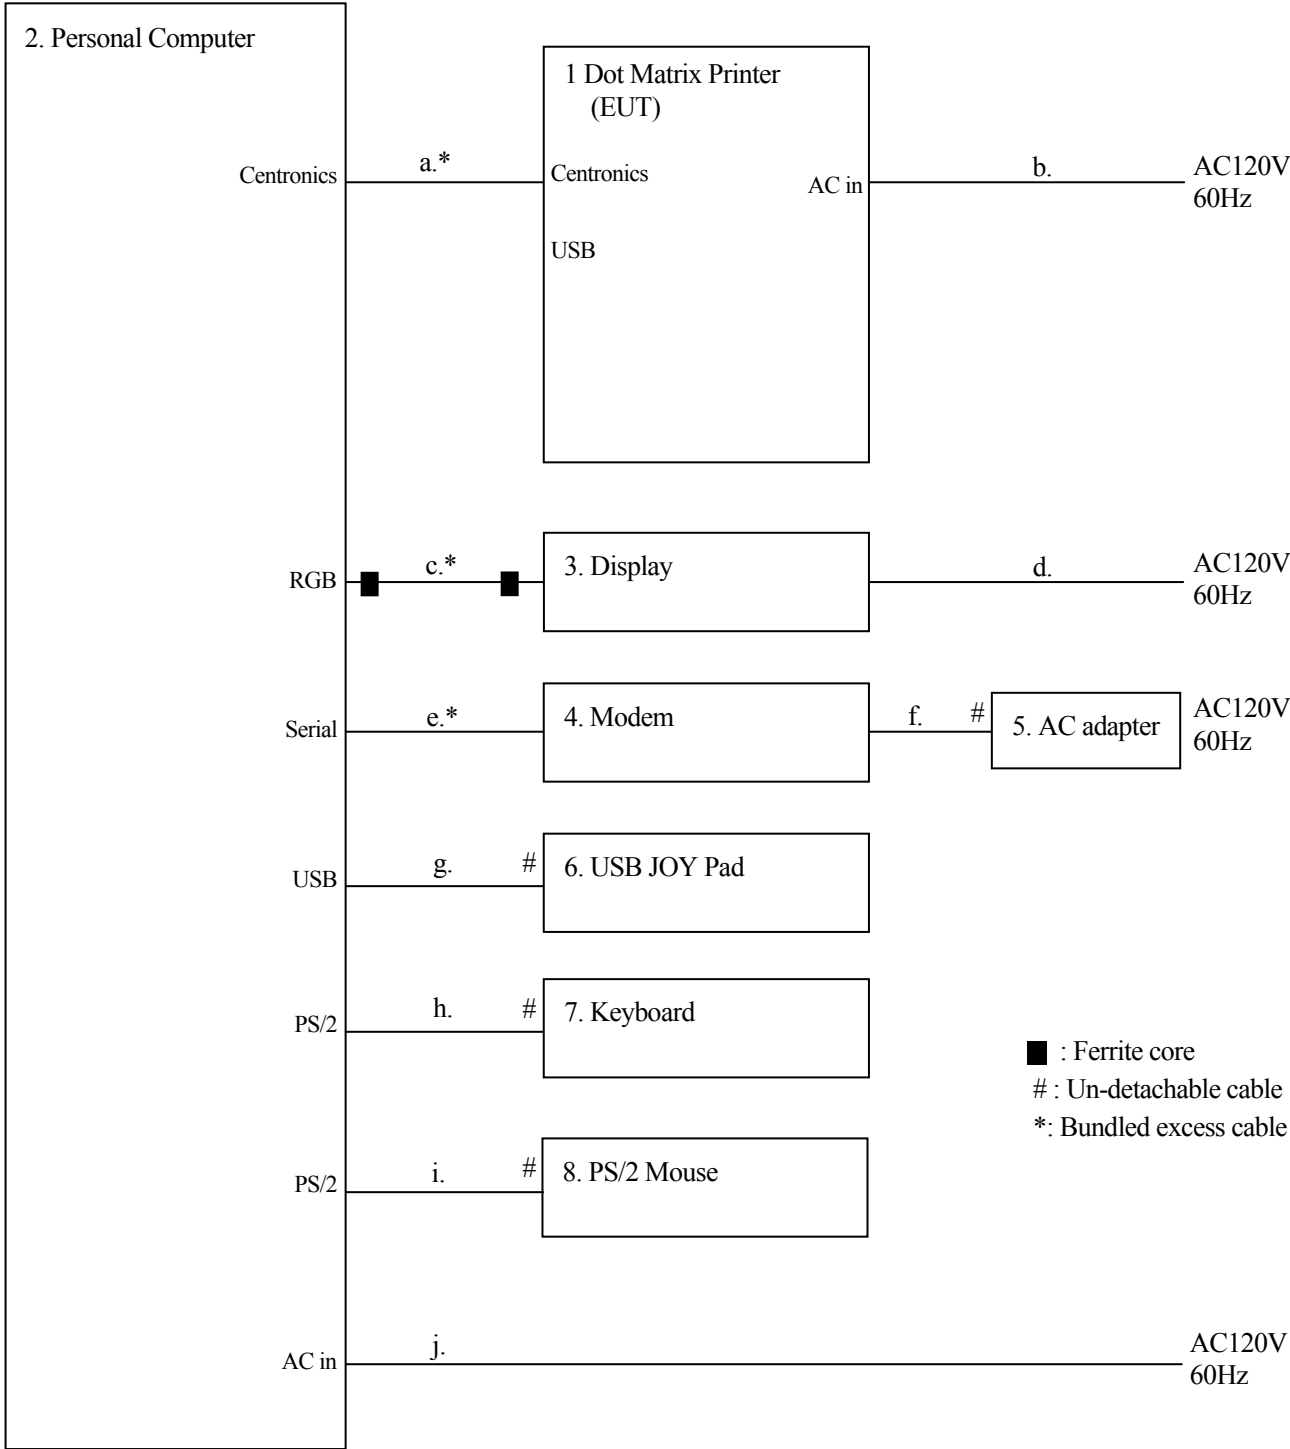 2. Personal Computer
1 Dot Matrix Printer
(EUT)
Centronics
a.*
Centronics
AC in
b.
AC120V
60Hz
USB
RGB
c.*
3. Display
d.
AC120V
60Hz
Serial
e.*
4. Modem
f.
#
5. AC adapter
AC120V
60Hz
USB
g.
#
6. USB JOY Pad
PS/2
h.
#
7. Keyboard
■ : Ferrite core
# : Un-detachable cable
*: Bundled excess cable
PS/2
i.
#
8. PS/2 Mouse
AC in
j.
AC120V
60Hz